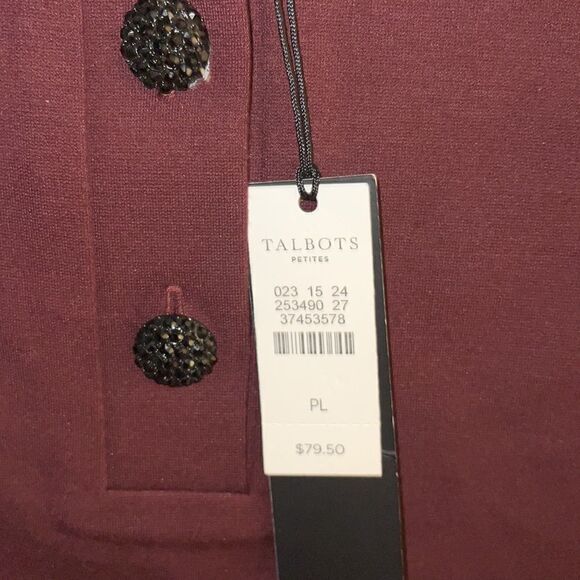 TALBOTS
PETITES
023 15 24
253490 27
37453578
PL
$79.50